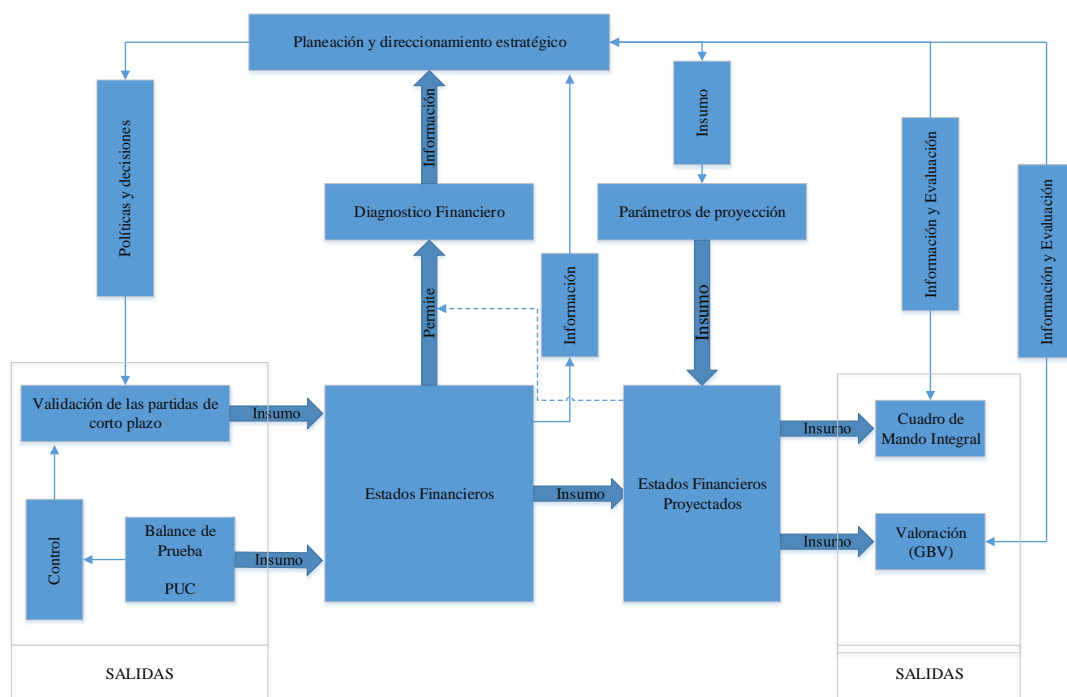 Planeación y direccionamiento estratégico
Políticas y decisiones
Información
Insumo
Información y Evaluación
Información y Evaluación
Diagnostico Financiero
Parámetros de proyección
Permite
Información
Insumo
Validación de las partidas de
corto plazo
Insumo
Estados Financieros
Insumo
Estados Financieros
Proyectados
Insumo
Cuadro de
Mando Integral
Control
Balance de
Prueba
PUC
Insumo
Insumo
Valoración
(GBV)
SALIDAS
SALIDAS